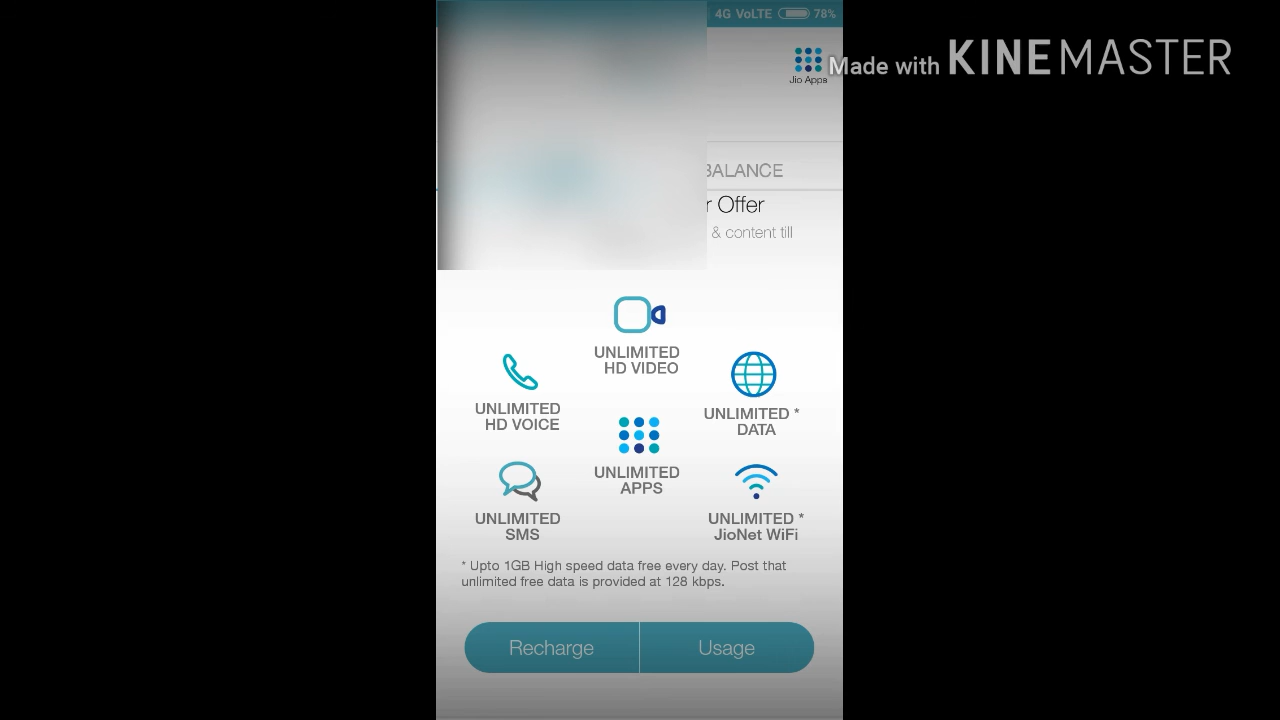 4G VoLTE 78%
Made with KINEMASTER
Jio Apps
BALANCE
r Offer
& content till
UNLIMITED
HD VIDEO
UNLIMITED
HD VOICE
UNLIMITED *
DATA
UNLIMITED
APPS
UNLIMITED
SMS
UNLIMITED *
JioNet WiFi
* Upto 1GB High speed data free every day. Post that
unlimited free data is provided at 128 kbps.
Recharge
Usage